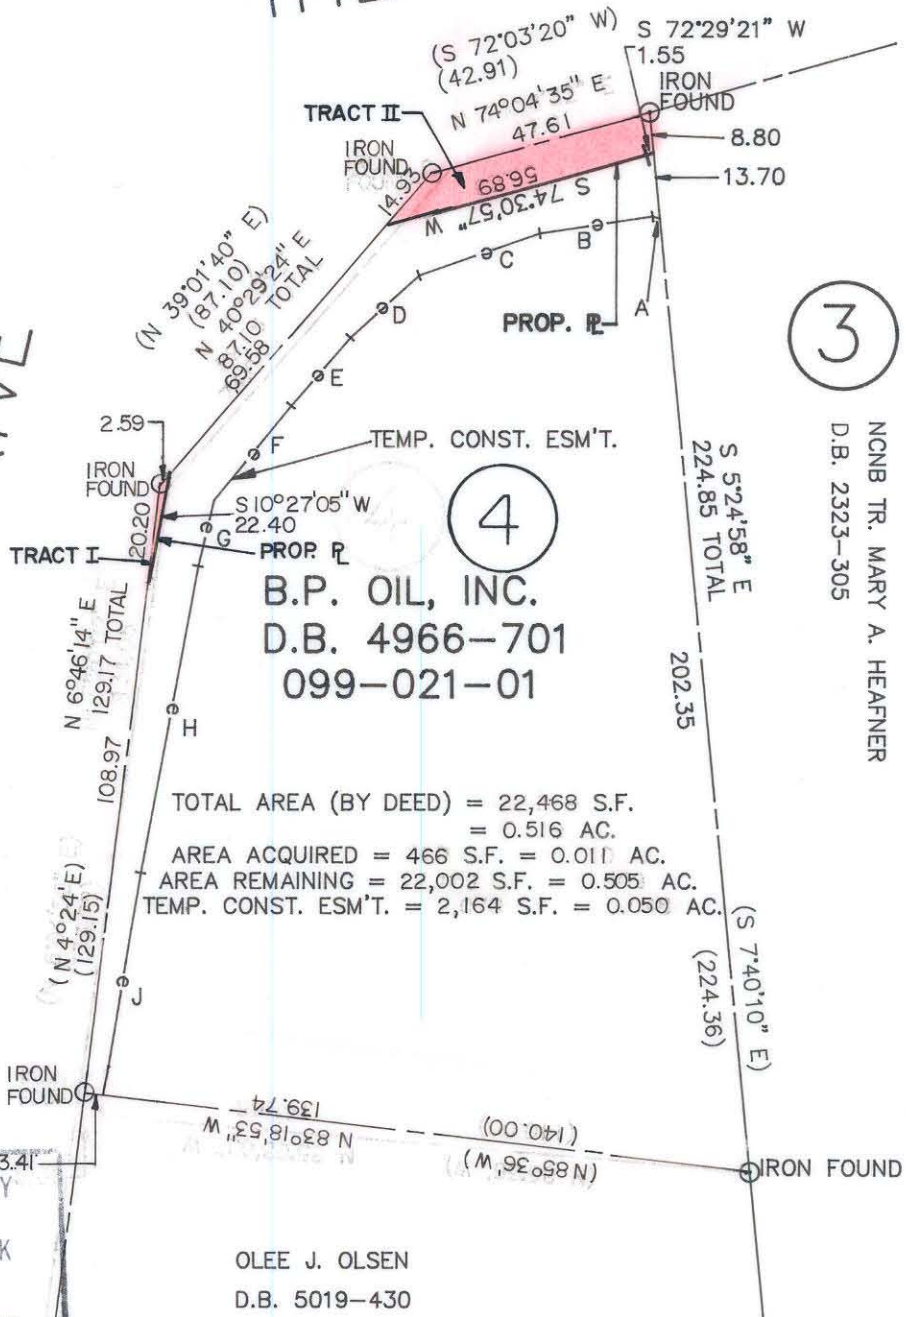 (S 72°03'20" W)
(42.91)
S 72°29'21" W
1.55
IRON
FOUND
N 74°04'35" E
47.61
TRACT II
8.80
13.70
IRON
FOUND
14.93
56.89
S 74°30'57" W
(N 39°01'40" E)
(87.10)
N 40°29'24" E
87.10 TOTAL
69.58
B
C
A
D
PROP. PL
E
3
NCNB TR. MARY A. HEAFNER
D.B. 2323-305
2.59
F
TEMP. CONST. ESM'T.
IRON
FOUND
S10°27'05" W
22.40
20.20
G
TRACT I
PROP. PL
4
S 5°24'58" E
224.85 TOTAL
B.P. OIL, INC.
D.B. 4966-701
099-021-01
N 6°46'14" E
129.17 TOTAL
202.35
H
108.97
TOTAL AREA (BY DEED) = 22,468 S.F.
= 0.516 AC.
AREA ACQUIRED = 466 S.F. = 0.011 AC.
AREA REMAINING = 22,002 S.F. = 0.505 AC.
TEMP. CONST. ESM'T. = 2,164 S.F. = 0.050 AC.
(N 4°24'E)
(129.15)
(S 7°40'10" E)
(224.36)
J
IRON
FOUND
139.74
N 83°18'53" W
(140.00)
(N85°36'W)
3.41
IRON FOUND
Y
K
OLEE J. OLSEN
D.B. 5019-430